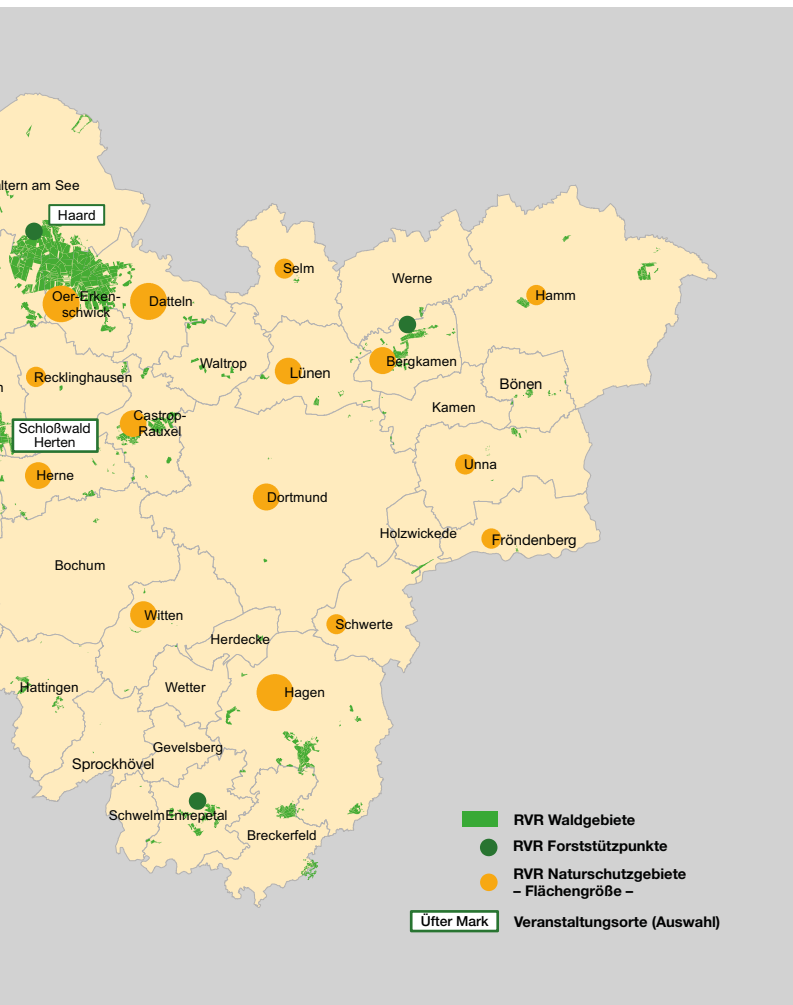 ltern am See
Haard
Selm
Werne
Oer-Erken-
schwick
Datteln
Hamm
Waltrop
Lünen
Bergkamen
Recklinghausen
Bönen
n
Kamen
Castrop-
Rauxel
Schloßwald
Herten
Unna
Herne
Dortmund
Holzwickede
Fröndenberg
Bochum
Witten
Schwerte
Herdecke
Hattingen
Wetter
Hagen
Gevelsberg
Sprockhövel
Schwelm
Ennepetal
Breckerfeld
RVR Waldgebiete
RVR Forststützpunkte
RVR Naturschutzgebiete
– Flächengröße –
Üfter Mark
Veranstaltungsorte (Auswahl)